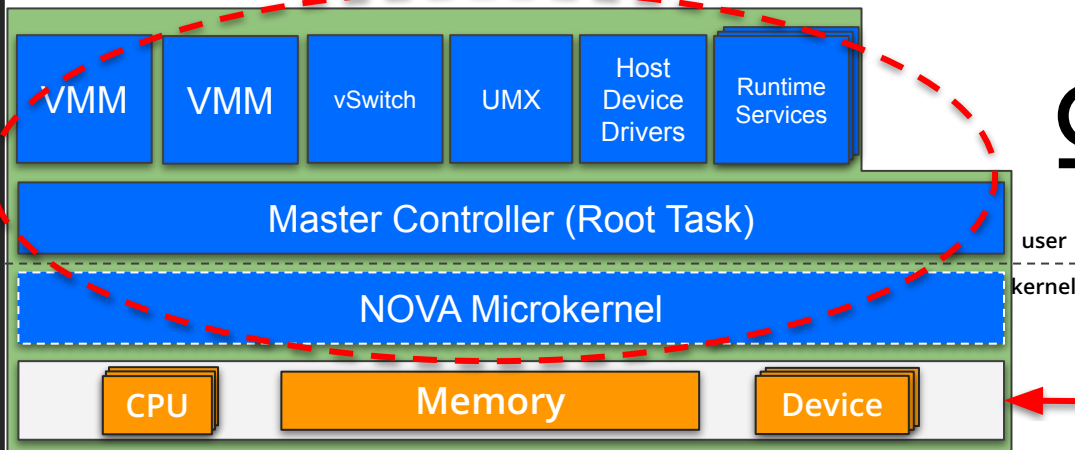 VMM
VMM
vSwitch
UMX
Host
Device
Drivers
Runtime
Services
Master Controller (Root Task)
user
kernel
NOVA Microkernel
CPU
Memory
Device